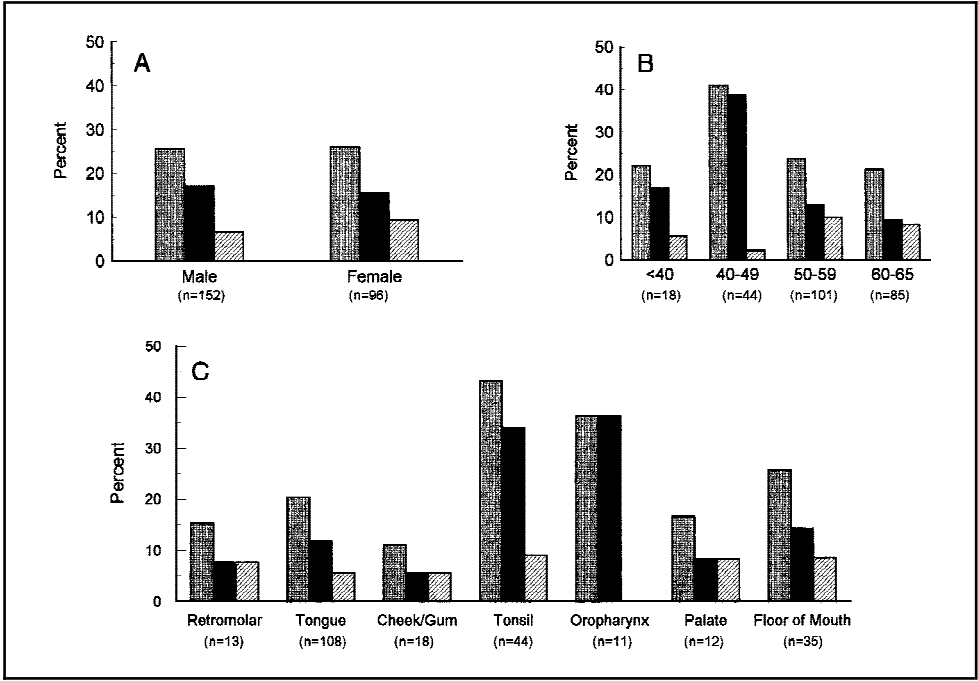 A
50
40
30
20
10
0
Percent
Male
Female
(n=152)
(n=96)
B
50
40
30
20
10
0
Percent
<40
40-49
50-59
60-65
(n=18)
(n=44)
(n=101)
(n=85)
C
50
40
30
20
10
0
Percent
Retromolar
Tongue
Cheek/Gum
Tonsil
Oropharynx
Palate
Floor of Mouth
(n=13)
(n=108)
(n=18)
(n=44)
(n=11)
(n=12)
(n=35)